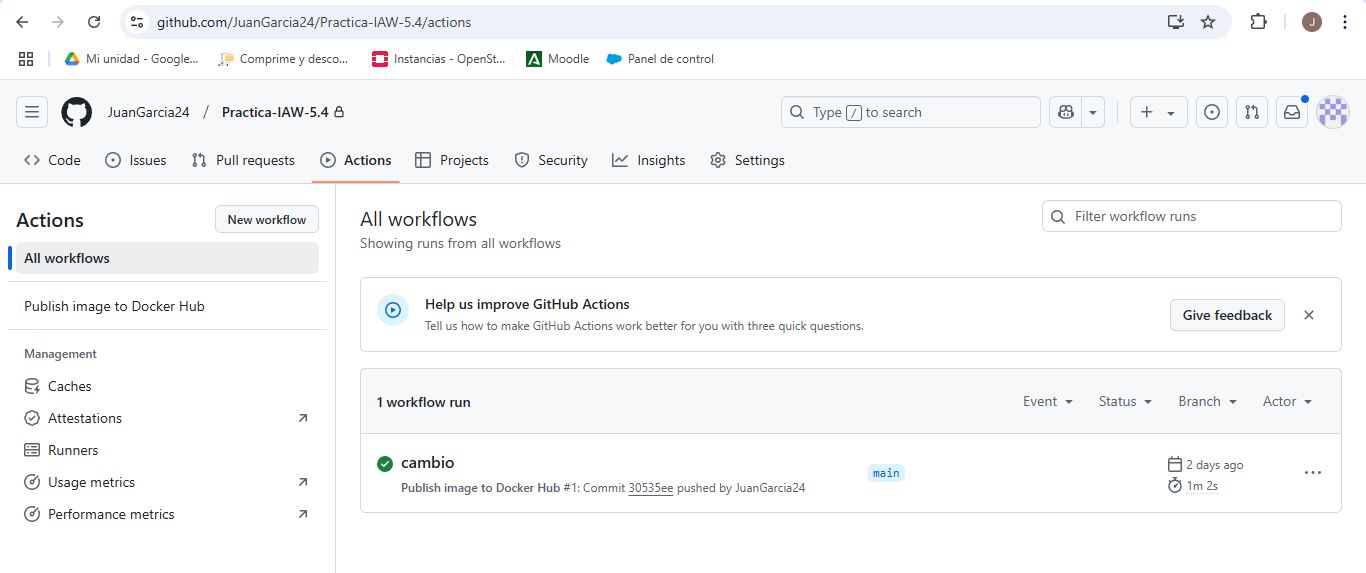 github.com/JuanGarcia24/Practica-IAW-5.4/actions
J
Mi unidad - Google...
Comprime y desco...
Instancias - OpenSt...
Moodle
Panel de control
JuanGarcia24 / Practica-IAW-5.4
Type / to search
Code
Issues
Pull requests
Actions
Projects
Security
Insights
Settings
Actions
New workflow
All workflows
Publish image to Docker Hub
Management
Caches
Attestations
Runners
Usage metrics
Performance metrics
All workflows
Showing runs from all workflows
Filter workflow runs
Help us improve GitHub Actions
Tell us how to make GitHub Actions work better for you with three quick questions.
Give feedback
1 workflow run
Event
Status
Branch
Actor
cambio
Publish image to Docker Hub #1: Commit 30535ee pushed by JuanGarcia24
main
2 days ago
1m 2s